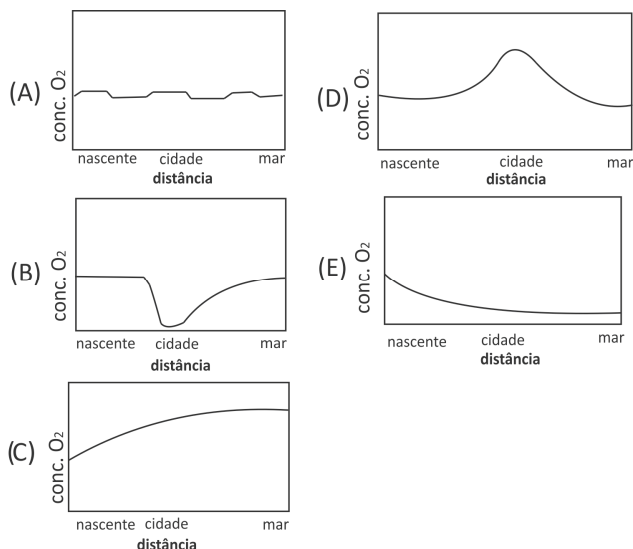 (A)
conc. O₂
nascente cidade mar
distância
(B)
conc. O₂
nascente cidade mar
distância
(C)
conc. O₂
nascente cidade mar
distância
(D)
conc. O₂
nascente cidade mar
distância
(E)
conc. O₂
nascente cidade mar
distância